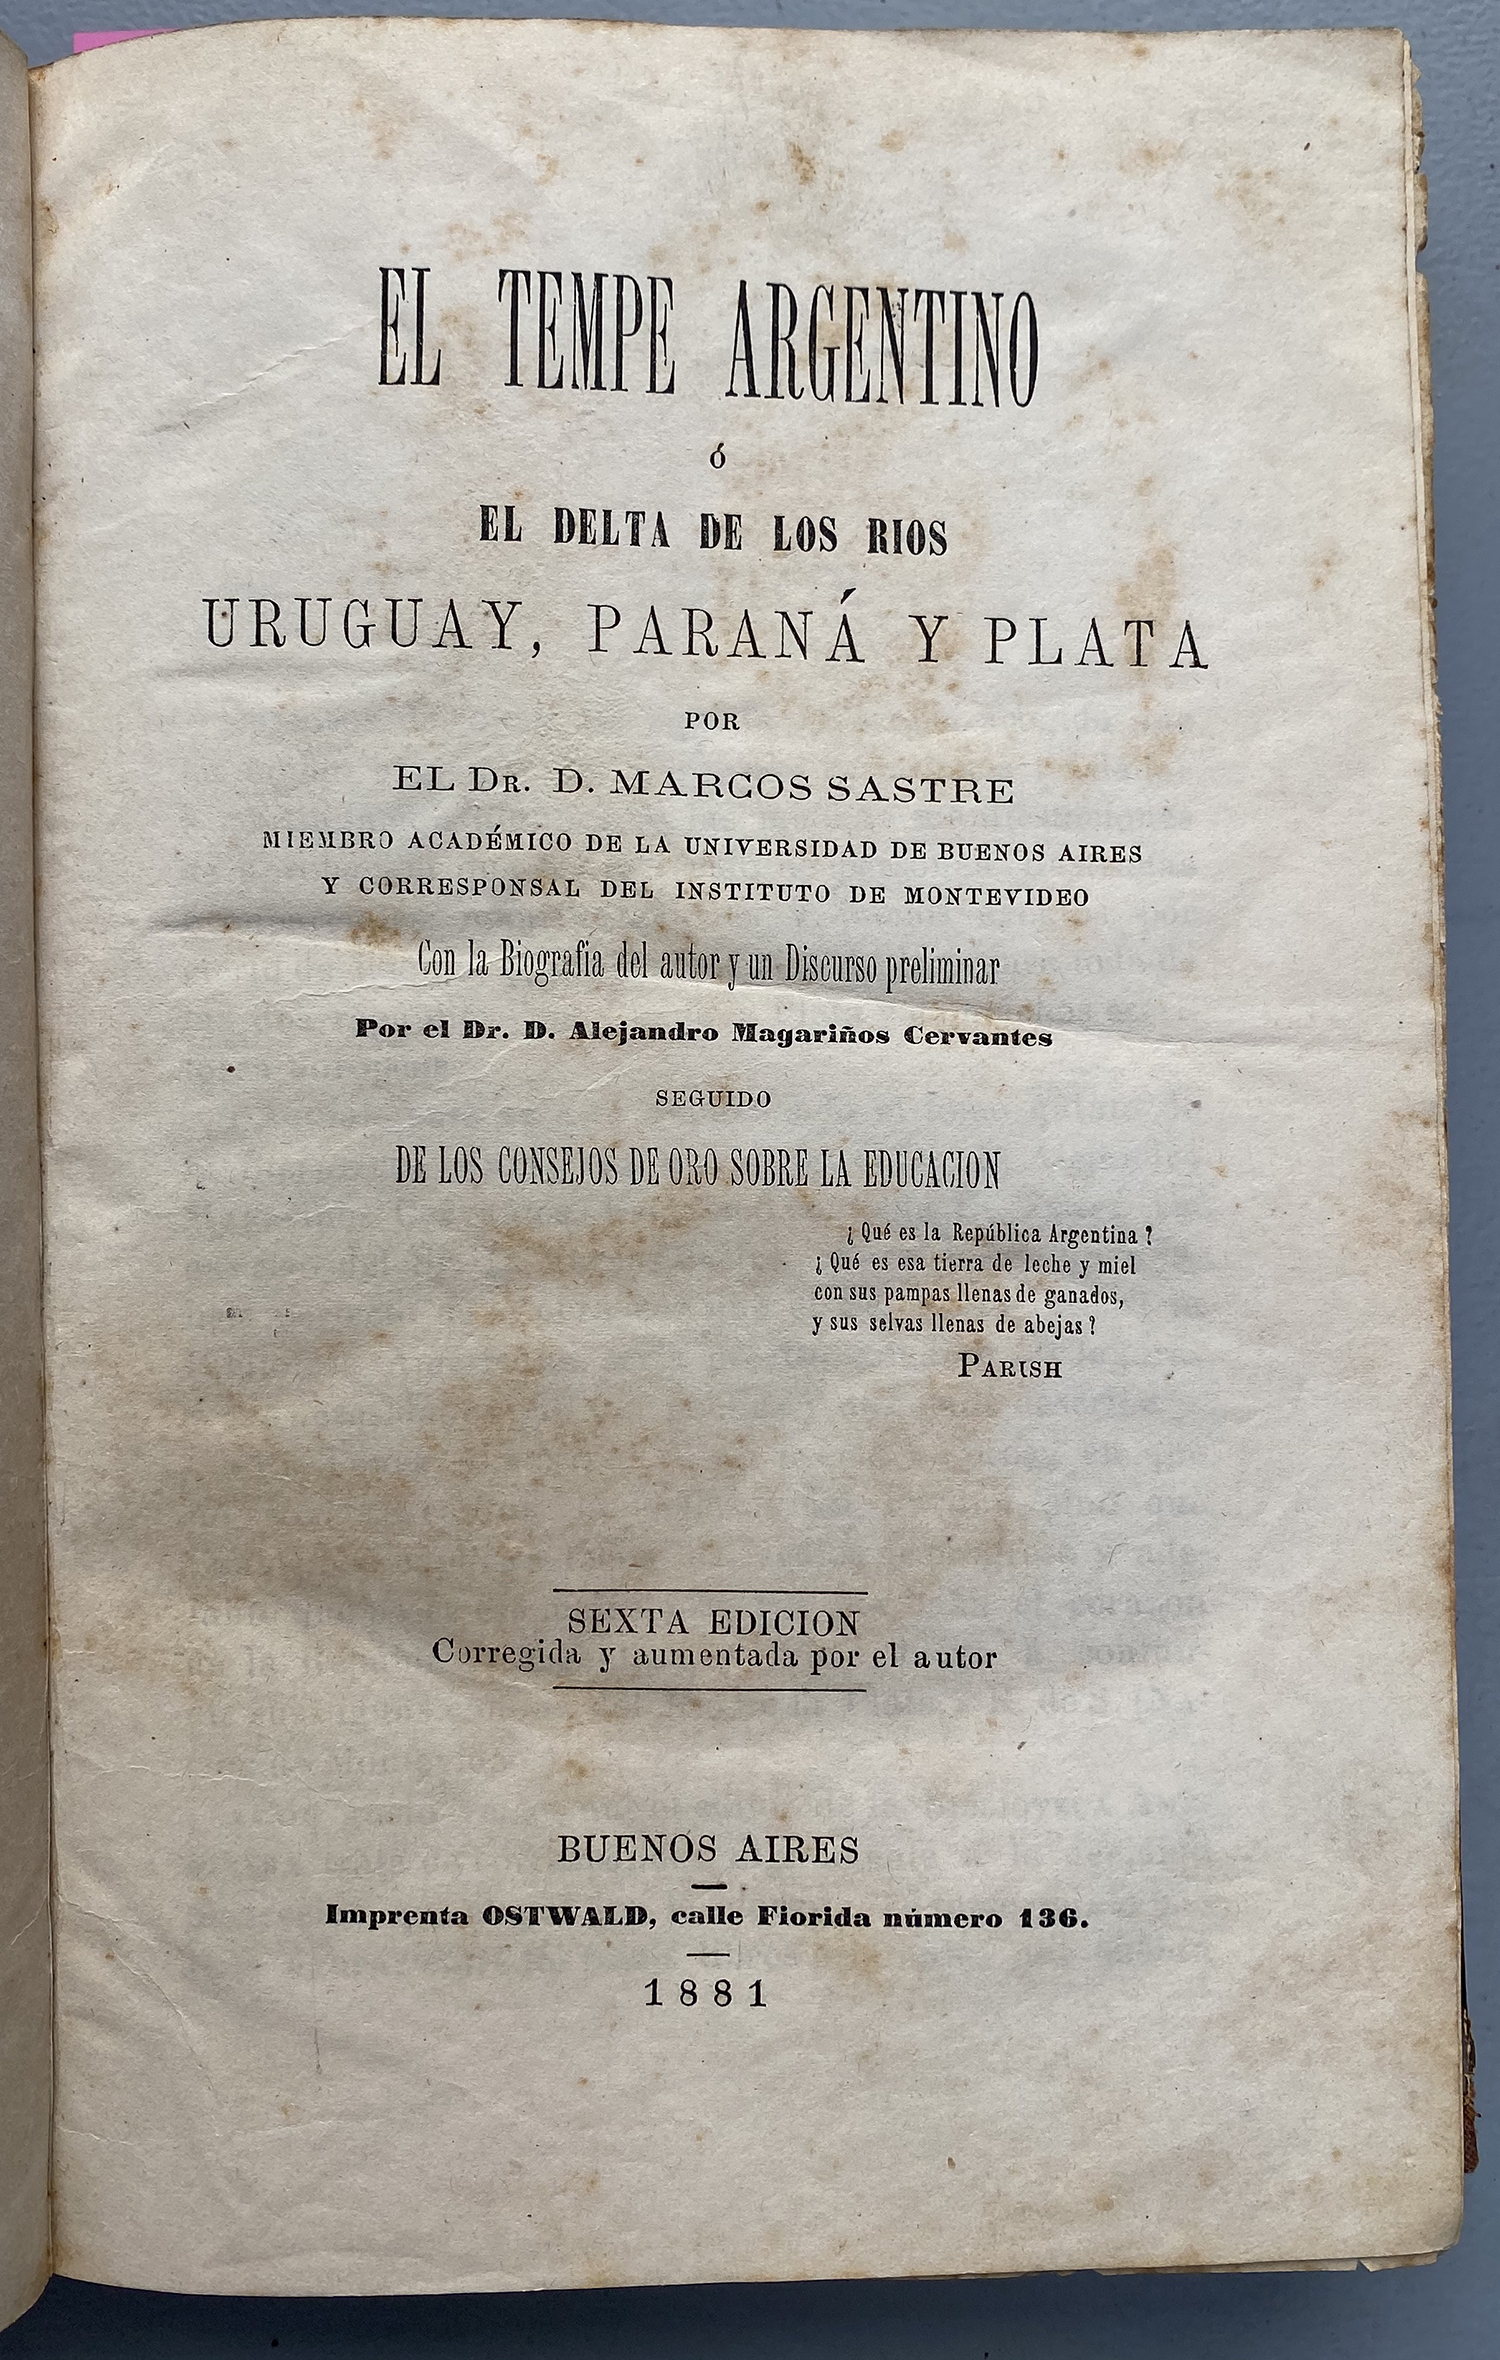 EL TEMPE ARGENTINO
ó
EL DELTA DE LOS RIOS
URUGUAY, PARANÁ Y PLATA
POR
EL DR. D. MARCOS SASTRE
MIEMBRO ACADÉMICO DE LA UNIVERSIDAD DE BUENOS AIRES
Y CORRESPONSAL DEL INSTITUTO DE MONTEVIDEO
Con la Biografia del autor y un Discurso preliminar
Por el Dr. D. Alejandro Magariños Cervantes
SEGUIDO
DE LOS CONSEJOS DE ORO SOBRE LA EDUCACION
¿Qué es la República Argentina?
¿Qué es esa tierra de leche y miel
con sus pampas llenas de ganados,
y sus selvas llenas de abejas?
PARISH
SEXTA EDICION
Corregida y aumentada por el autor
BUENOS AIRES
Imprenta OSTWALD, calle Florida número 136.
1881